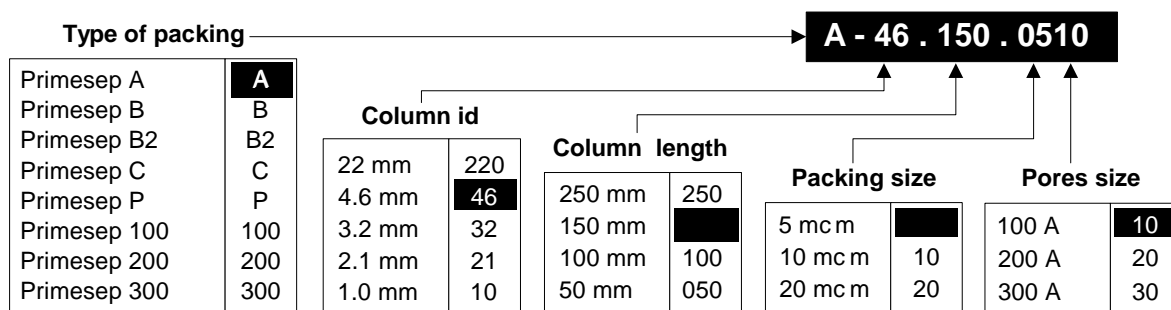 Type of packing
A - 46 . 150 . 0510
Primesep A A
Primesep B B
Primesep B2 B2
Primesep C C
Primesep P P
Primesep 100 100
Primesep 200 200
Primesep 300 300
Column id
22 mm 220
4.6 mm 46
3.2 mm 32
2.1 mm 21
1.0 mm 10
Column length
250 mm 250
150 mm
100 mm 100
50 mm 050
Packing size
5 mcm
10 mcm 10
20 mcm 20
Pores size
100 A 10
200 A 20
300 A 30